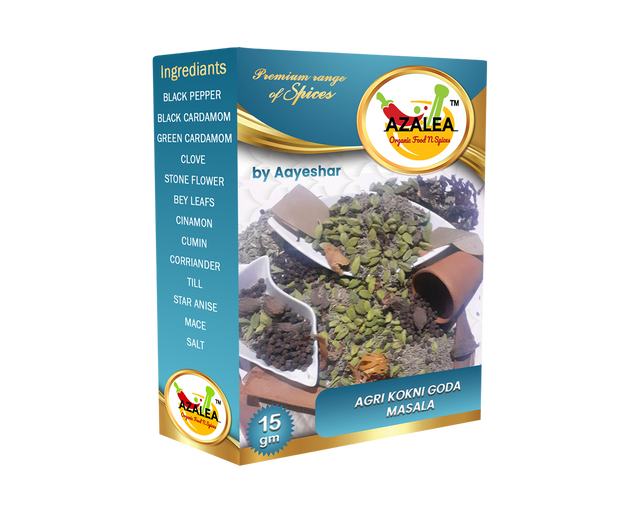 Ingrediants
BLACK PEPPER
BLACK CARDAMOM
GREEN CARDAMOM
CLOVE
STONE FLOWER
BEY LEAFS
CINAMON
CUMIN
CORRIANDER
TILL
STAR ANISE
MACE
SALT
AZALEA TM
Organic Food N Spices
Premium range
of Spices
AZALEA TM
Organic Food N Spices
by Aayeshar
AGRI KOKNI GODA
MASALA
15
gm